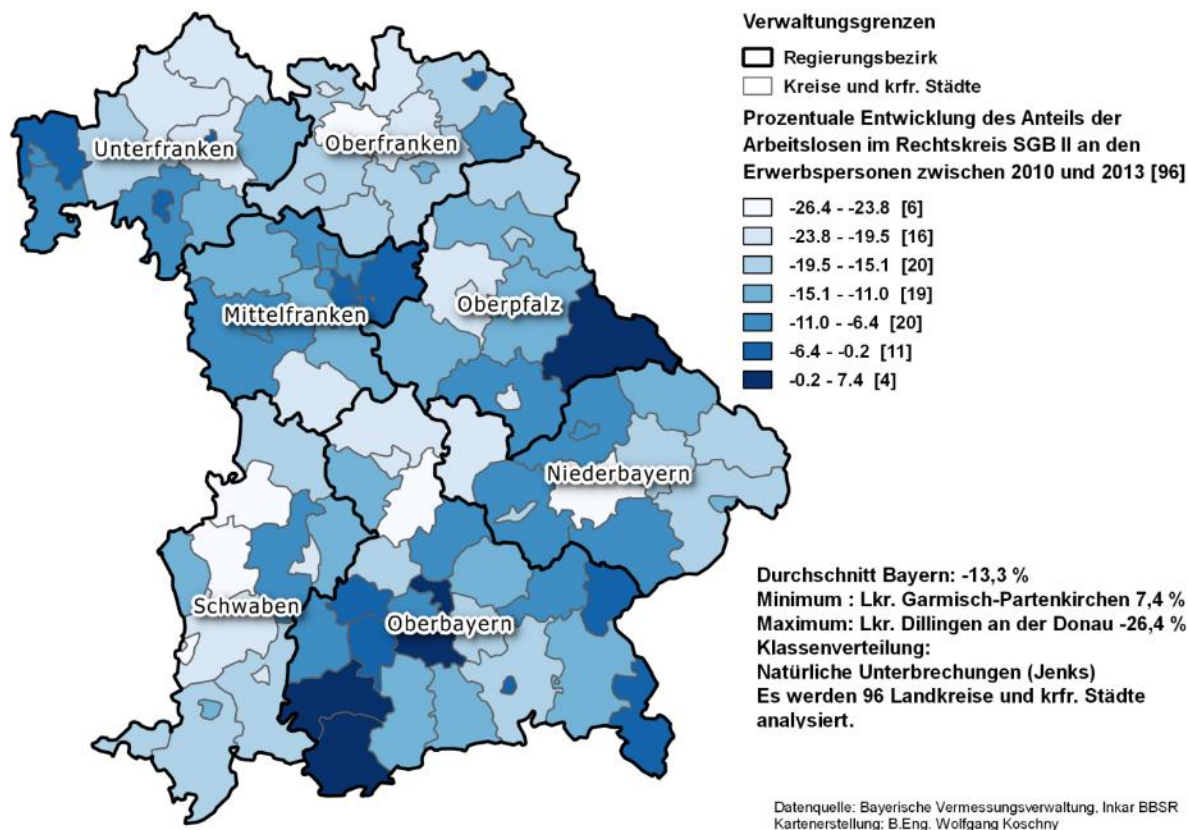 Unterfranken
Oberfranken
Mittelfranken
Oberpfalz
Niederbayern
Schwaben
Oberbayern
Verwaltungsgrenzen
Regierungsbezirk
Kreise und krfr. Städte
Prozentuale Entwicklung des Anteils der
Arbeitslosen im Rechtskreis SGB II an den
Erwerbspersonen zwischen 2010 und 2013 [96]
-26.4 - -23.8 [6]
-23.8 - -19.5 [16]
-19.5 - -15.1 [20]
-15.1 - -11.0 [19]
-11.0 - -6.4 [20]
-6.4 - -0.2 [11]
-0.2 - 7.4 [4]
Durchschnitt Bayern: -13,3 %
Minimum : Lkr. Garmisch-Partenkirchen 7,4 %
Maximum: Lkr. Dillingen an der Donau -26,4 %
Klassenverteilung:
Natürliche Unterbrechungen (Jenks)
Es werden 96 Landkreise und krfr. Städte
analysiert.
Datenquelle: Bayerische Vermessungsverwaltung, Inkar BBSR
Kartenerstellung: B.Eng. Wolfgang Koschny